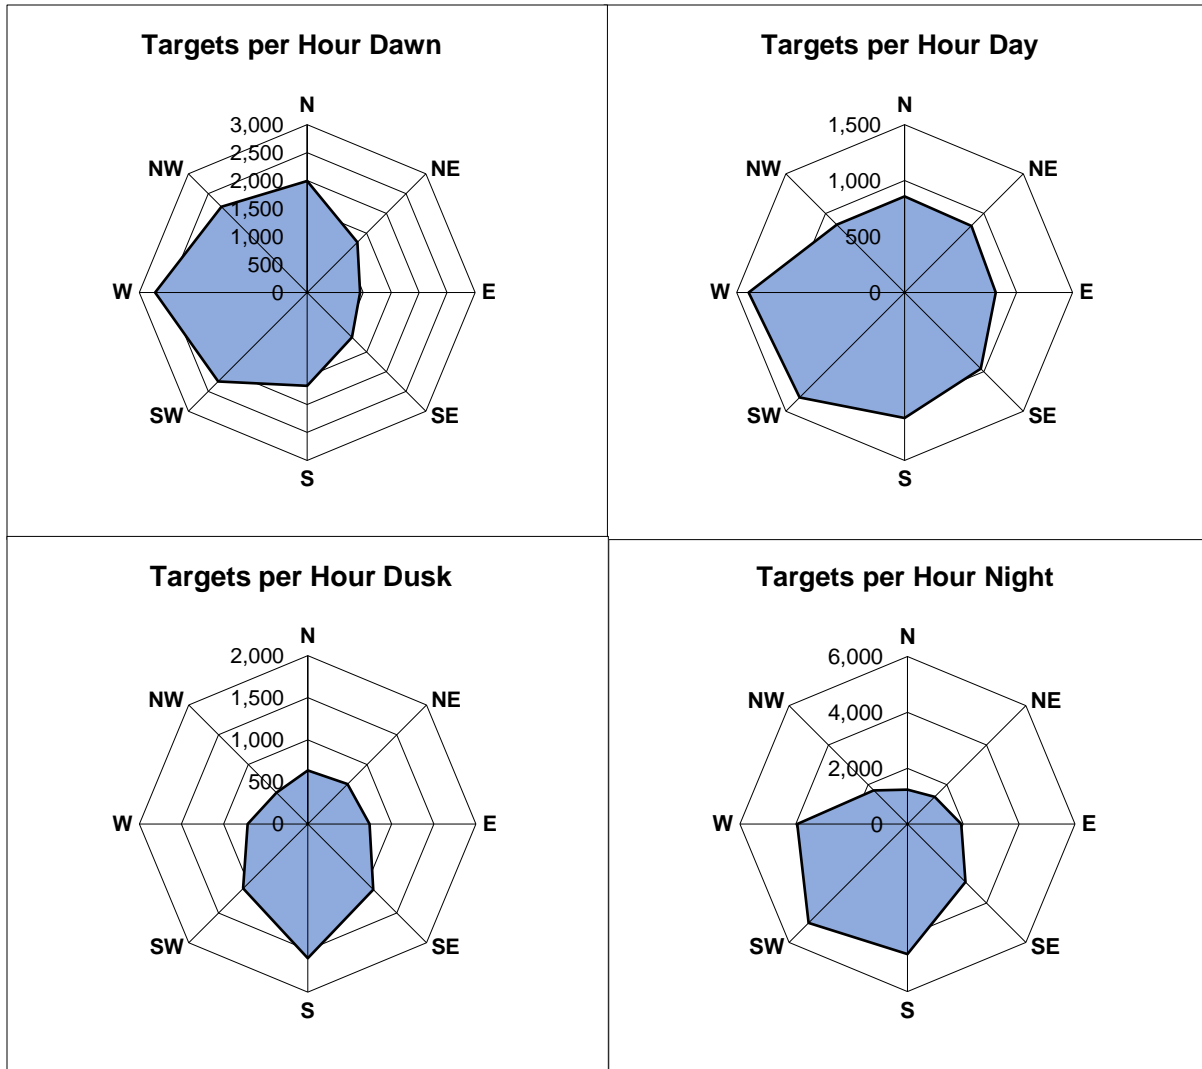 Targets per Hour Dawn
N
3,000
2,500
NW
NE
2,000
1,500
1,000
500
W
0
E
SW
SE
S
Targets per Hour Day
N
1,500
NW
NE
1,000
500
W
0
E
SW
SE
S
Targets per Hour Dusk
N
2,000
NW
NE
1,500
1,000
500
W
0
E
SW
SE
S
Targets per Hour Night
N
6,000
NW
NE
4,000
2,000
W
0
E
SW
SE
S